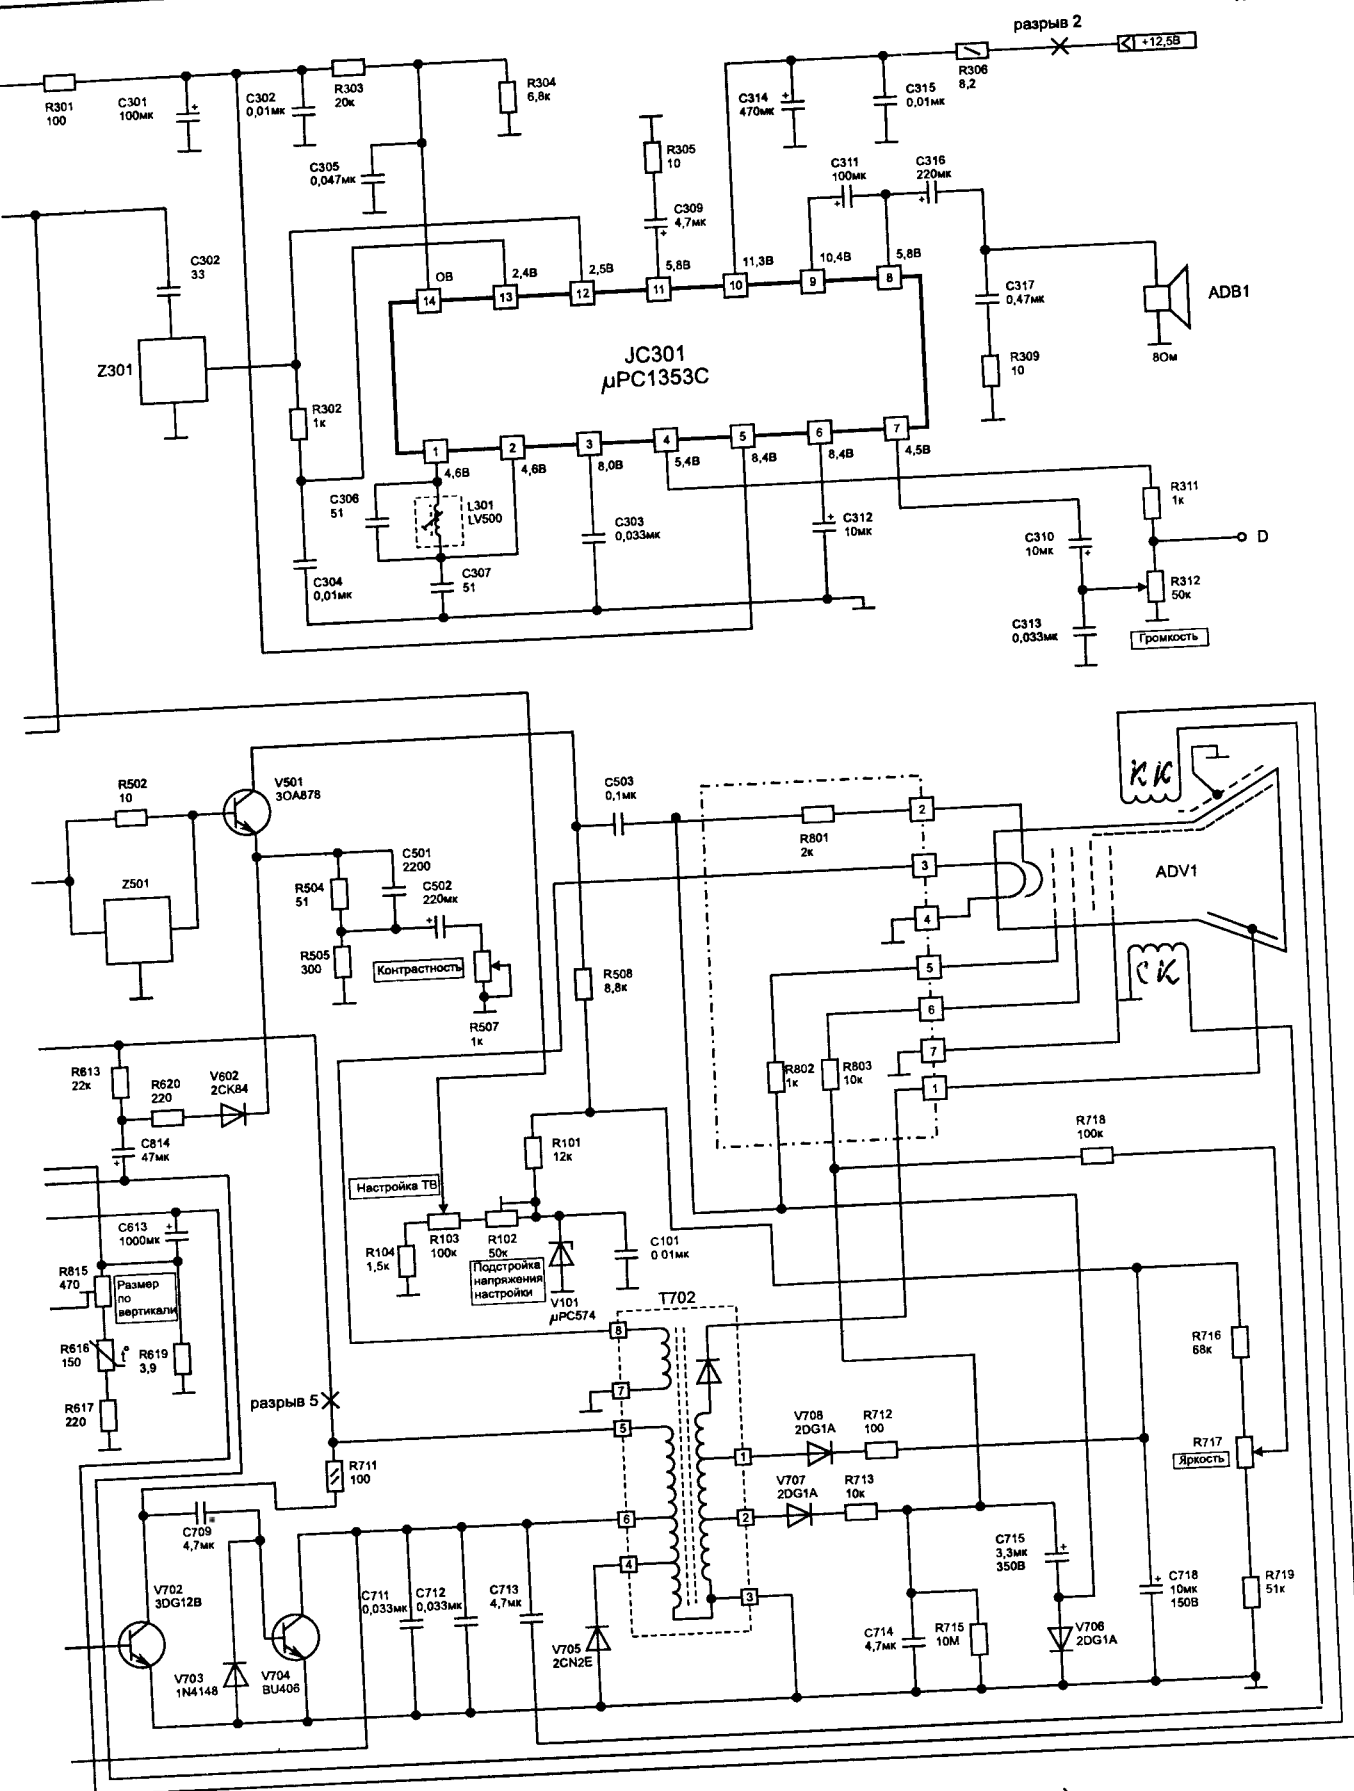 разрыв 2
+12,5В
R301
100
C301
100мк
C302
0,01мк
R303
20к
R304
6,8к
C305
0,047мк
R305
10
C309
4,7мк
C314
470мк
C315
0,01мк
R306
8,2
C311
100мк
C316
220мк
C302
33
Z301
R302
1к
0В
2,4В
2,5В
5,8В
11,3В
10,4В
5,8В
14
13
12
11
10
9
8
JC301
μPC1353C
C317
0,47мк
R309
10
ADB1
8Ом
1
2
3
4
5
6
7
4,6В
4,6В
8,0В
5,4В
8,4В
8,4В
4,5В
C306
51
L301
LV500
C303
0,033мк
C312
10мк
C310
10мк
R311
1к
D
R312
50к
C304
0,01мк
C307
51
C313
0,033мк
Громкость
R502
10
V501
3DA87B
Z501
R504
51
C501
2200
C502
220мк
R505
300
Контрастность
R507
1к
C503
0,1мк
R508
8,8к
R801
2к
2
3
4
5
6
7
1
R802
1к
R803
10к
КК
СК
ADV1
R718
100к
R613
22к
R620
220
V602
2CK84
C814
47мк
C613
1000мк
R815
470
Размер
по
вертикали
R616
150
t°
R619
3,9
R617
220
разрыв 5
R711
100
Настройка ТВ
R104
1,5к
R103
100к
R102
50к
R101
12к
Подстройка
напряжения
настройки
V101
μPC574
C101
0 01мк
T702
8
7
5
6
4
1
2
3
V708
2DG1A
R712
100
V707
2DG1A
R713
10к
R716
68к
R717
Яркость
R719
51к
C709
4,7мк
V702
3DG12B
V703
1N4148
V704
BU406
C711
0,033мк
C712
0,033мк
C713
4,7мк
V705
2CN2E
C714
4,7мк
R715
10М
C715
3,3мк
350В
V706
2DG1A
C718
10мк
150В